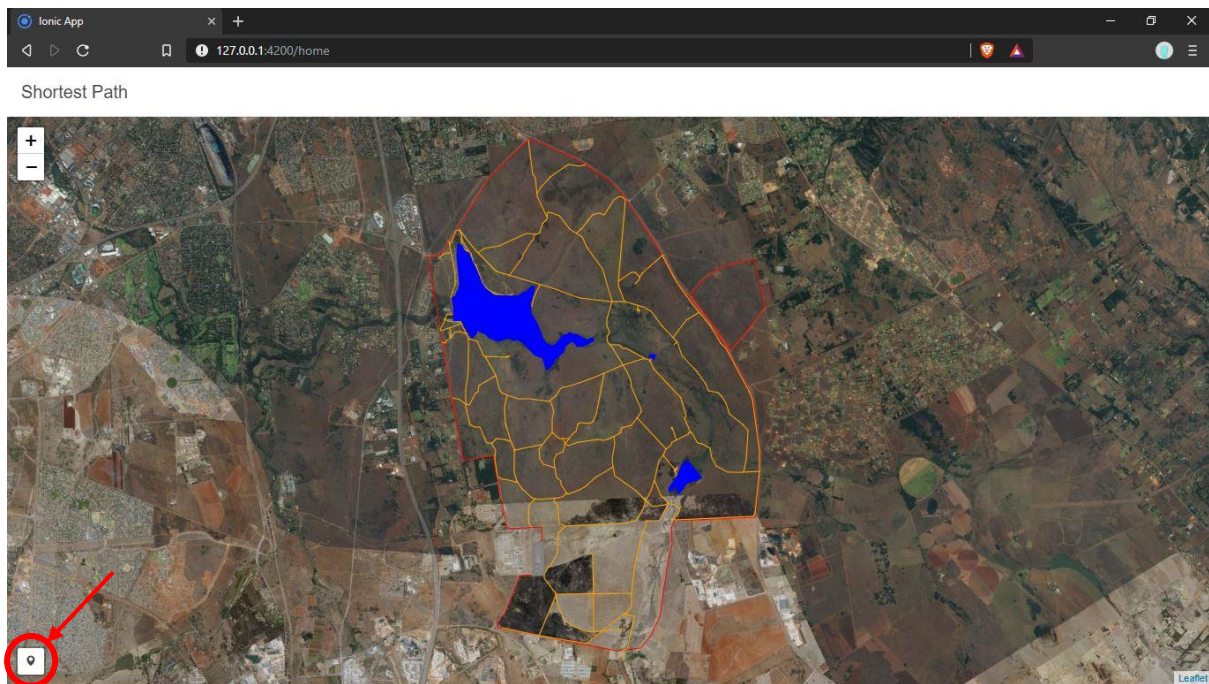 Ionic App
127.0.0.1:4200/home
Shortest Path
+
−
Leaflet